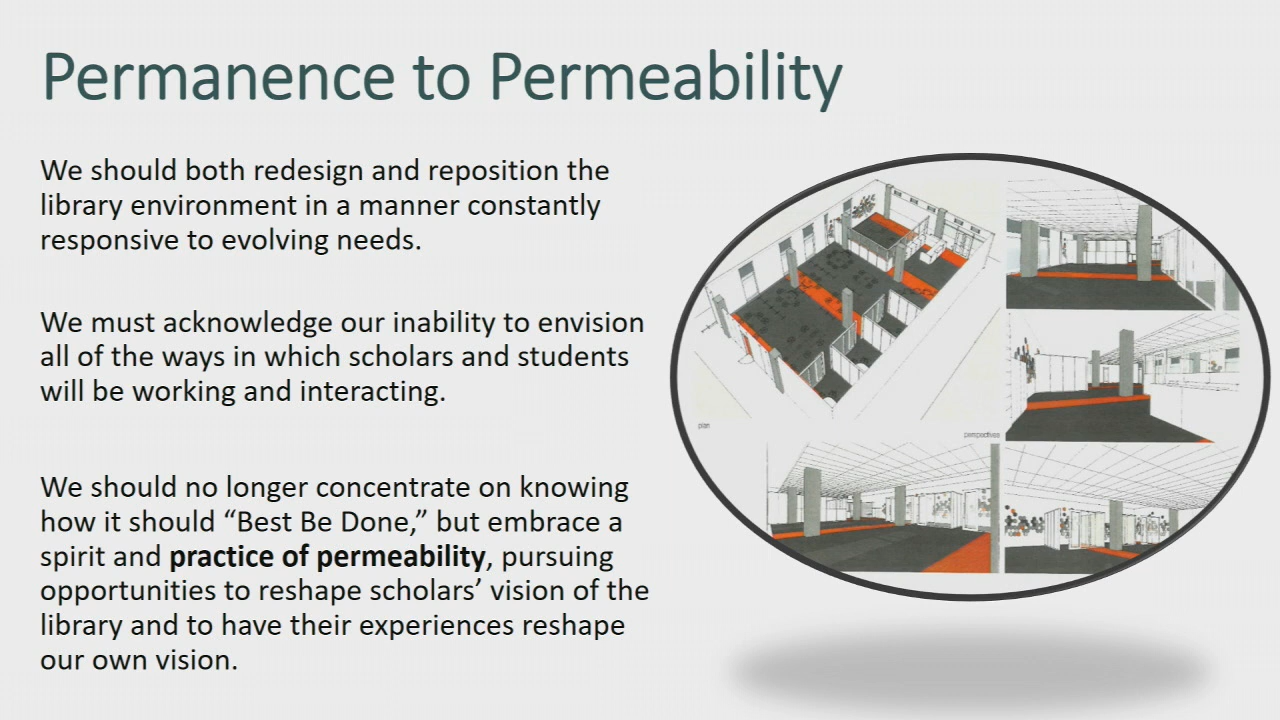 Permanence to Permeability
We should both redesign and reposition the
library environment in a manner constantly
responsive to evolving needs.
We must acknowledge our inability to envision
all of the ways in which scholars and students
will be working and interacting.
We should no longer concentrate on knowing
how it should “Best Be Done,” but embrace a
spirit and practice of permeability, pursuing
opportunities to reshape scholars’ vision of the
library and to have their experiences reshape
our own vision.
plan
perspectives